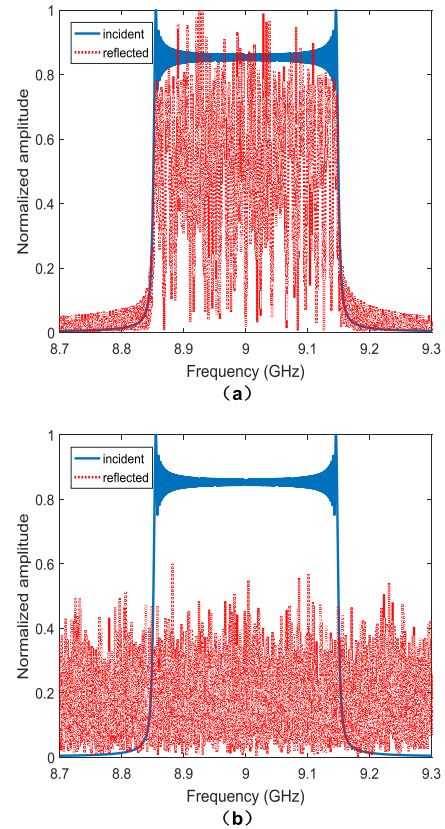 1
0.8
0.6
0.4
0.2
0
Normalized amplitude
incident
reflected
8.7 8.8 8.9 9 9.1 9.2 9.3
Frequency (GHz)
（a）
1
0.8
0.6
0.4
0.2
0
Normalized amplitude
incident
reflected
8.7 8.8 8.9 9 9.1 9.2 9.3
Frequency (GHz)
（b）